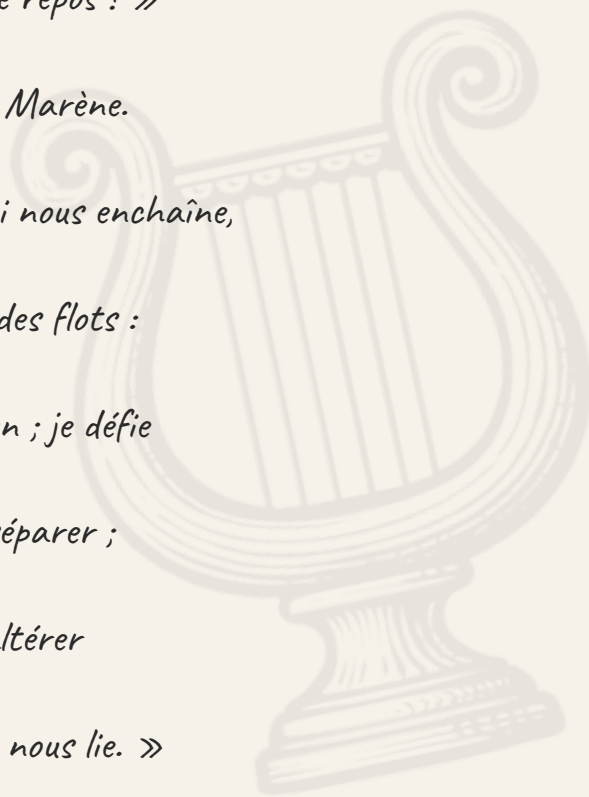 e repos ! »
Marène.
i nous enchaîne,
des flots :
n ; je défie
éparer ;
ltérer
nous lie. »